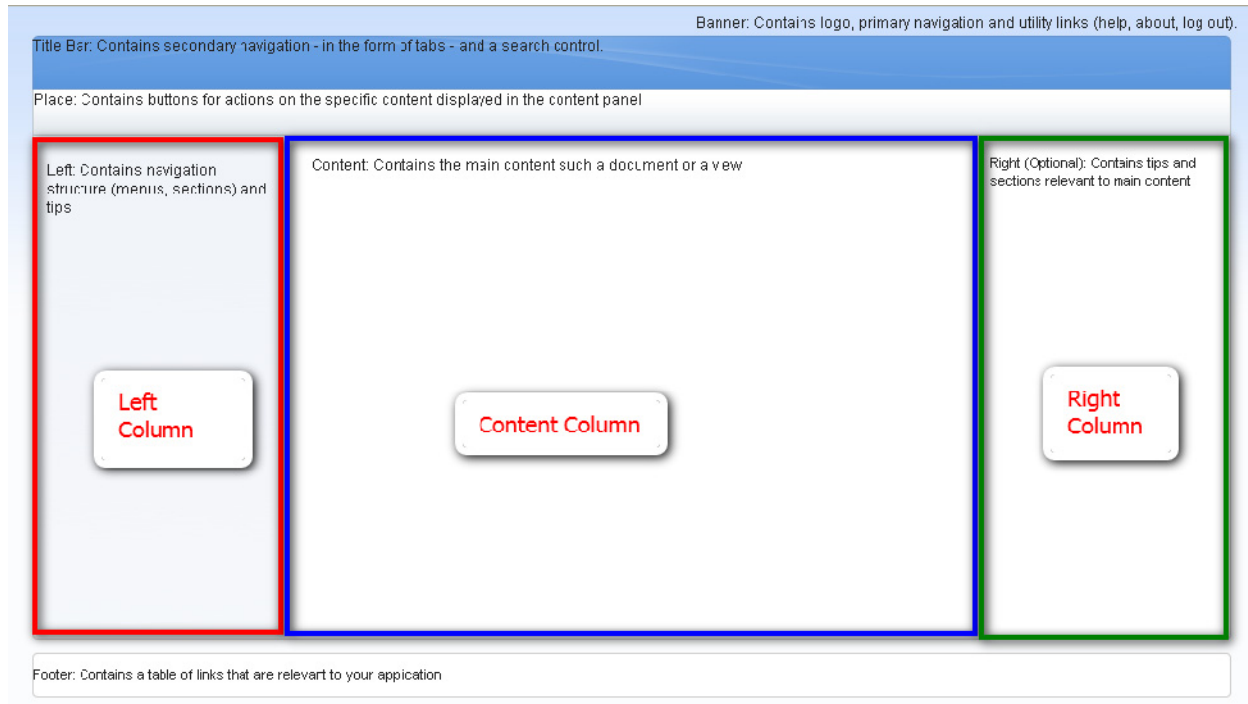 Banner: Contains logo, primary navigation and utility links (help, about, log out).
Title Bar: Contains secondary navigation - in the form of tabs - and a search control.
Place: Contains buttons for actions on the specific content displayed in the content panel
Left: Contains navigation
structure (menus, sections) and
tips
Content: Contains the main content such a document or a view
Right (Optional): Contains tips and
sections relevant to main content
Left
Column
Content Column
Right
Column
Footer: Contains a table of links that are relevant to your appication